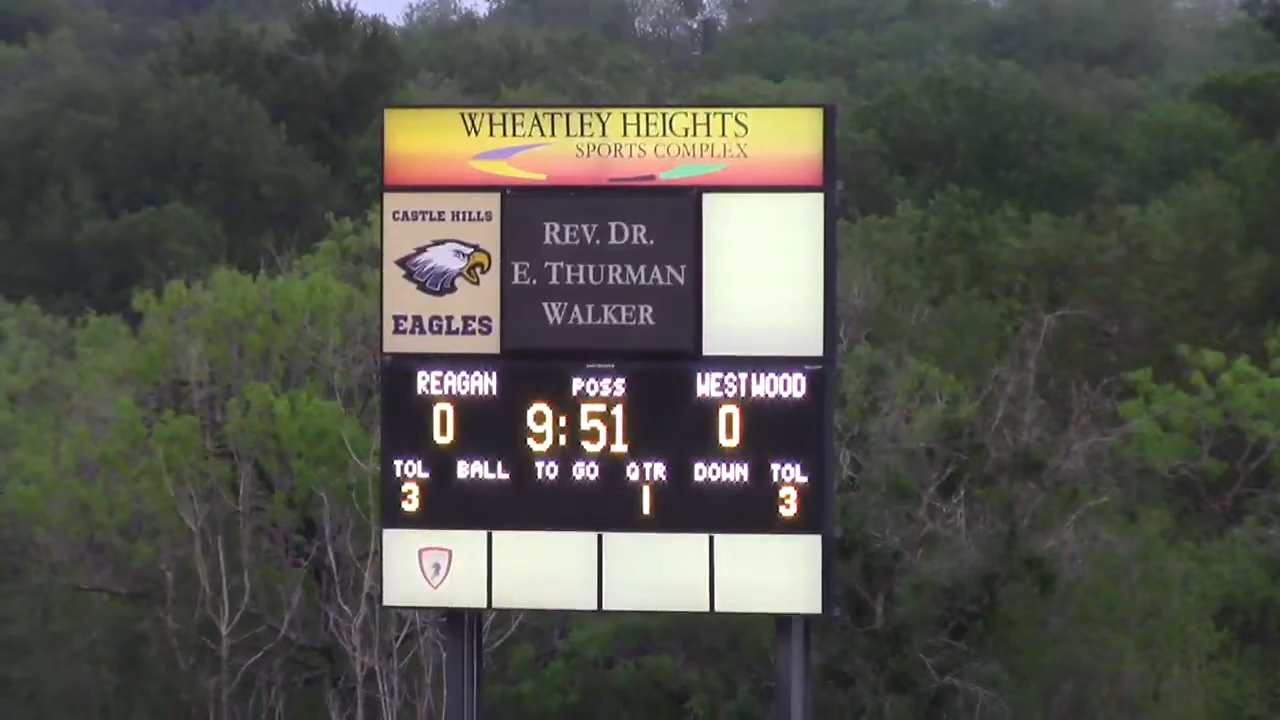 WHEATLEY HEIGHTS
SPORTS COMPLEX
CASTLE HILLS
EAGLES
REV. DR.
E. THURMAN
WALKER
REAGAN POSS WESTWOOD
0 9:51 0
TOL BALL TO GO QTR DOWN TOL
3 1 3